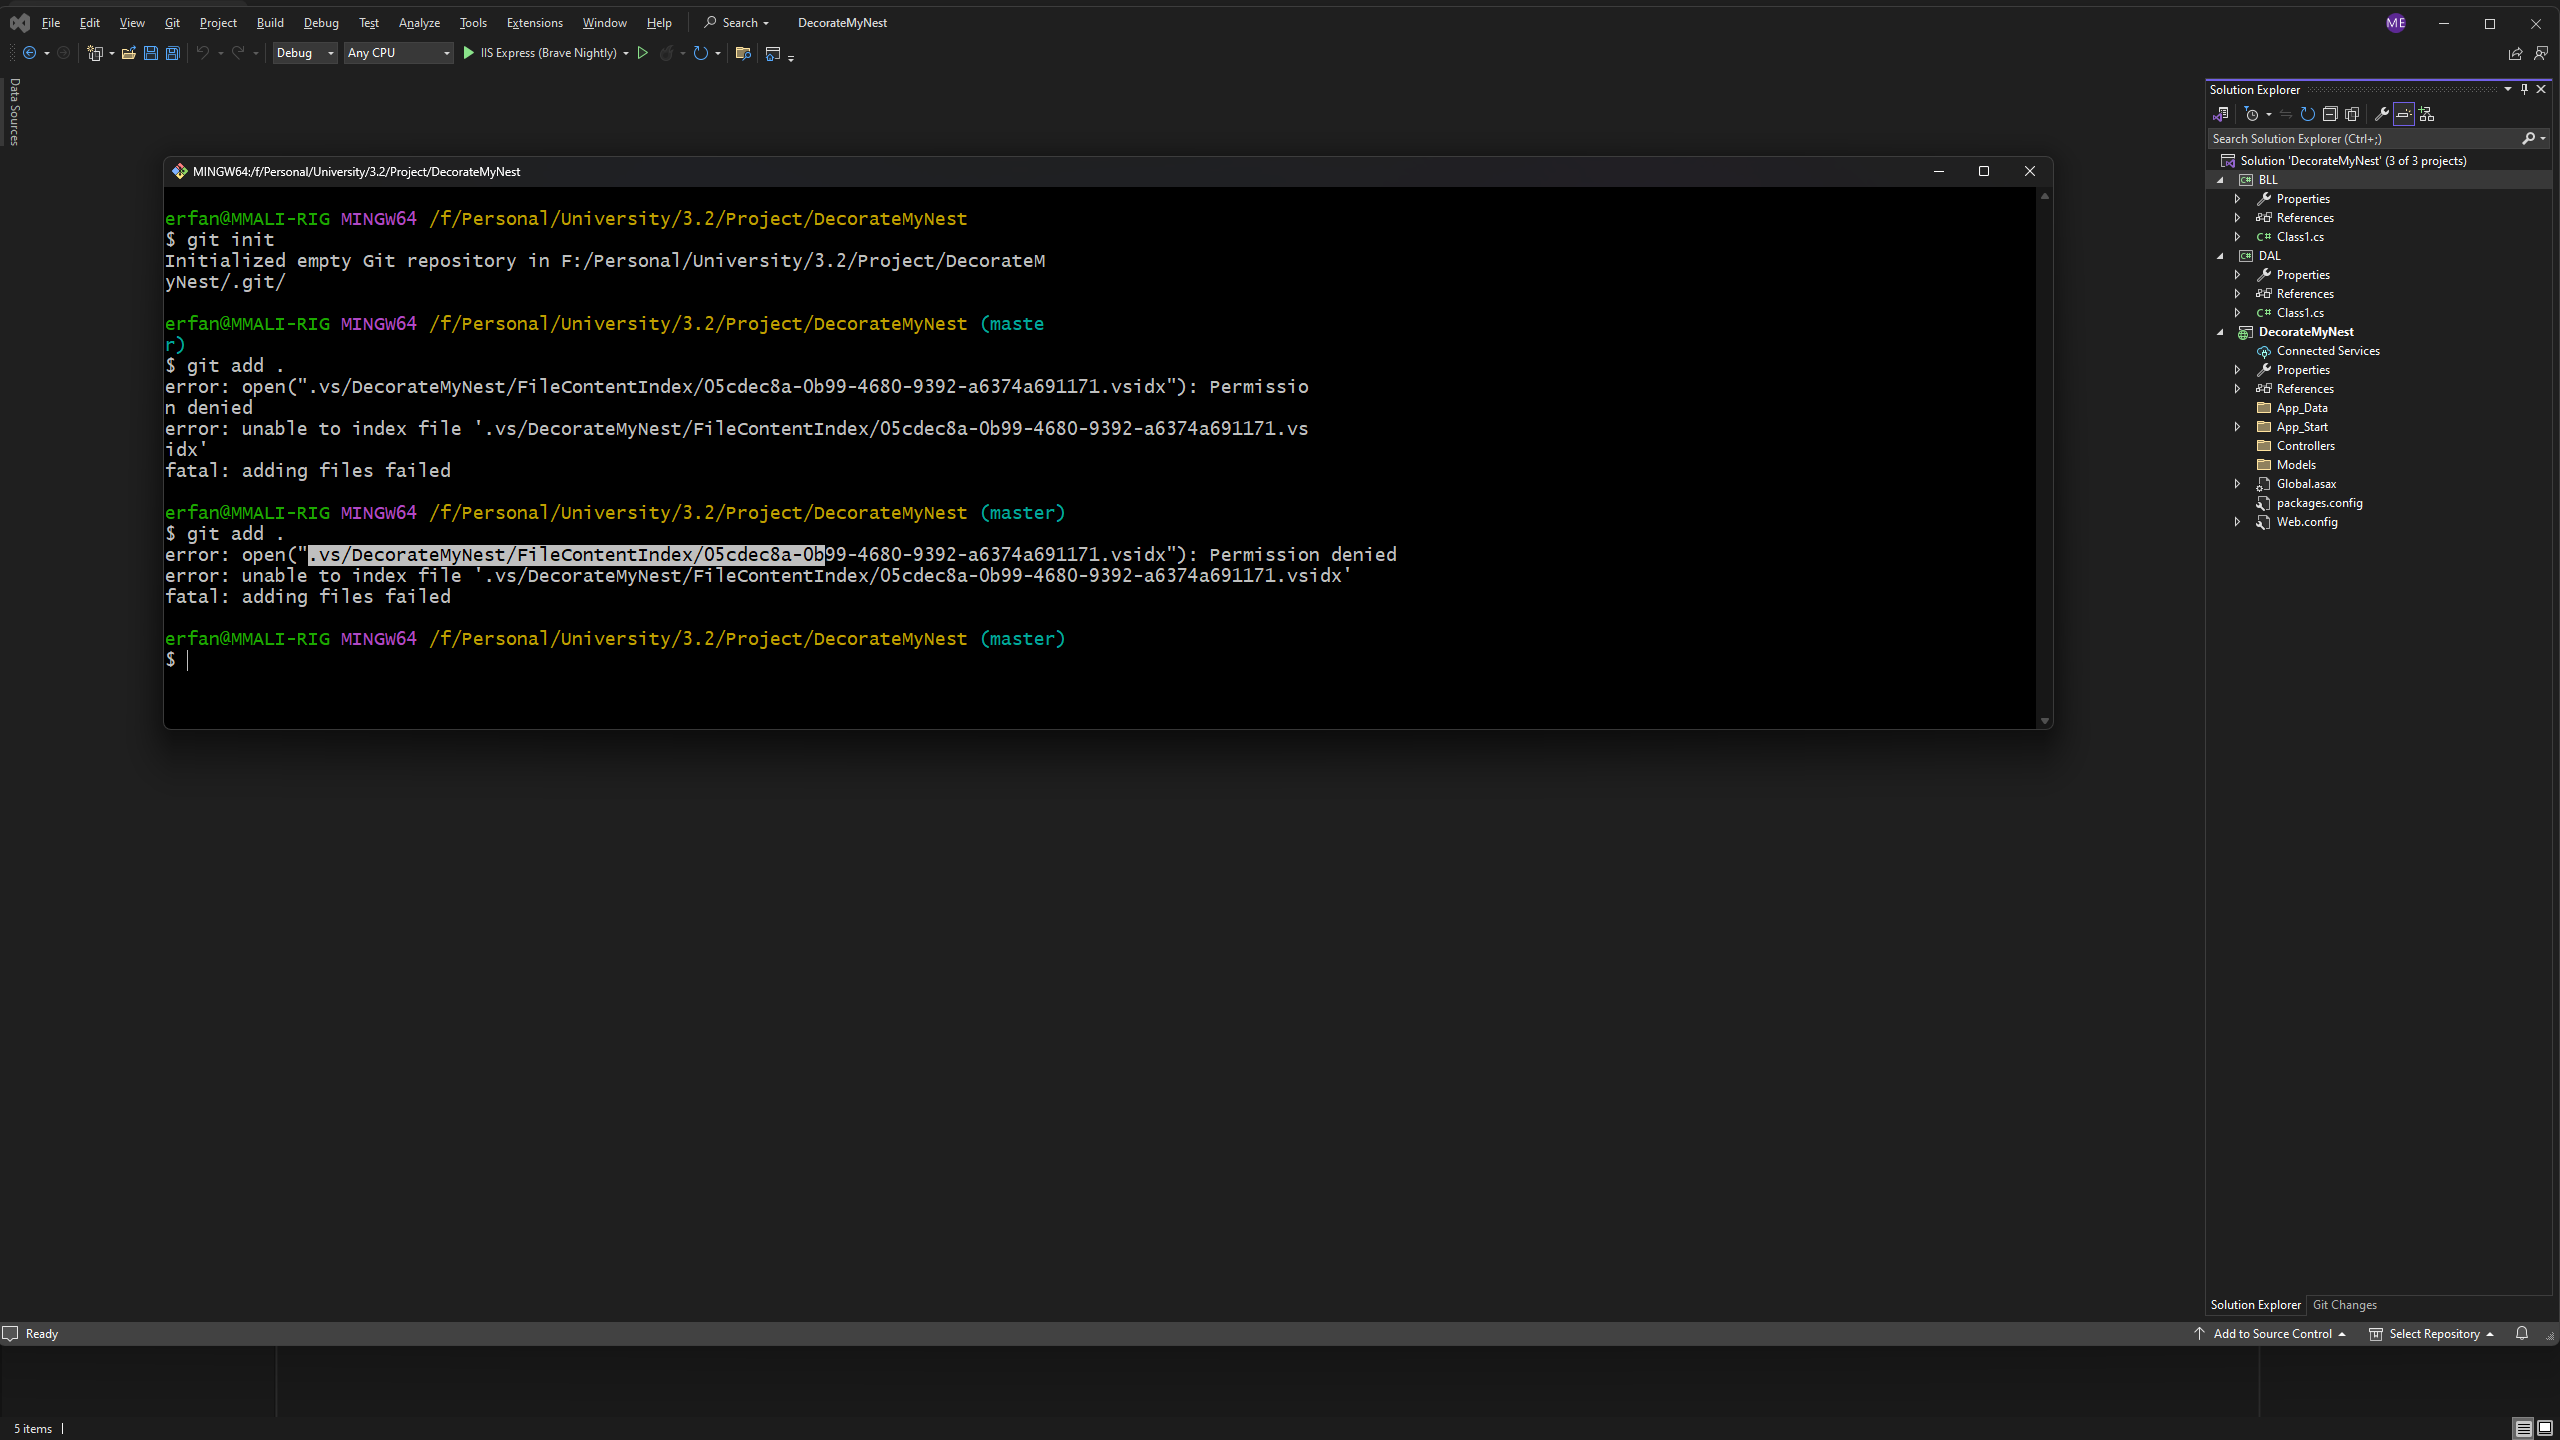 File Edit View Git Project Build Debug Test Analyze Tools Extensions Window Help Search DecorateMyNest ME
Debug Any CPU IIS Express (Brave Nightly)
Data Sources
MINGW64:/f/Personal/University/3.2/Project/DecorateMyNest
erfan@MMALI-RIG MINGW64 /f/Personal/University/3.2/Project/DecorateMyNest
$ git init
Initialized empty Git repository in F:/Personal/University/3.2/Project/DecorateM
yNest/.git/
erfan@MMALI-RIG MINGW64 /f/Personal/University/3.2/Project/DecorateMyNest (maste
r)
$ git add .
error: open(".vs/DecorateMyNest/FileContentIndex/05cdec8a-0b99-4680-9392-a6374a691171.vsidx"): Permissio
n denied
error: unable to index file '.vs/DecorateMyNest/FileContentIndex/05cdec8a-0b99-4680-9392-a6374a691171.vs
idx'
fatal: adding files failed
erfan@MMALI-RIG MINGW64 /f/Personal/University/3.2/Project/DecorateMyNest (master)
$ git add .
error: open(".vs/DecorateMyNest/FileContentIndex/05cdec8a-0b99-4680-9392-a6374a691171.vsidx"): Permission denied
error: unable to index file '.vs/DecorateMyNest/FileContentIndex/05cdec8a-0b99-4680-9392-a6374a691171.vsidx'
fatal: adding files failed
erfan@MMALI-RIG MINGW64 /f/Personal/University/3.2/Project/DecorateMyNest (master)
$
Solution Explorer
Search Solution Explorer (Ctrl+;)
Solution 'DecorateMyNest' (3 of 3 projects)
C# BLL
Properties
References
C# Class1.cs
C# DAL
Properties
References
C# Class1.cs
DecorateMyNest
Connected Services
Properties
References
App_Data
App_Start
Controllers
Models
Global.asax
packages.config
Web.config
Solution Explorer Git Changes
Ready Add to Source Control Select Repository
5 items